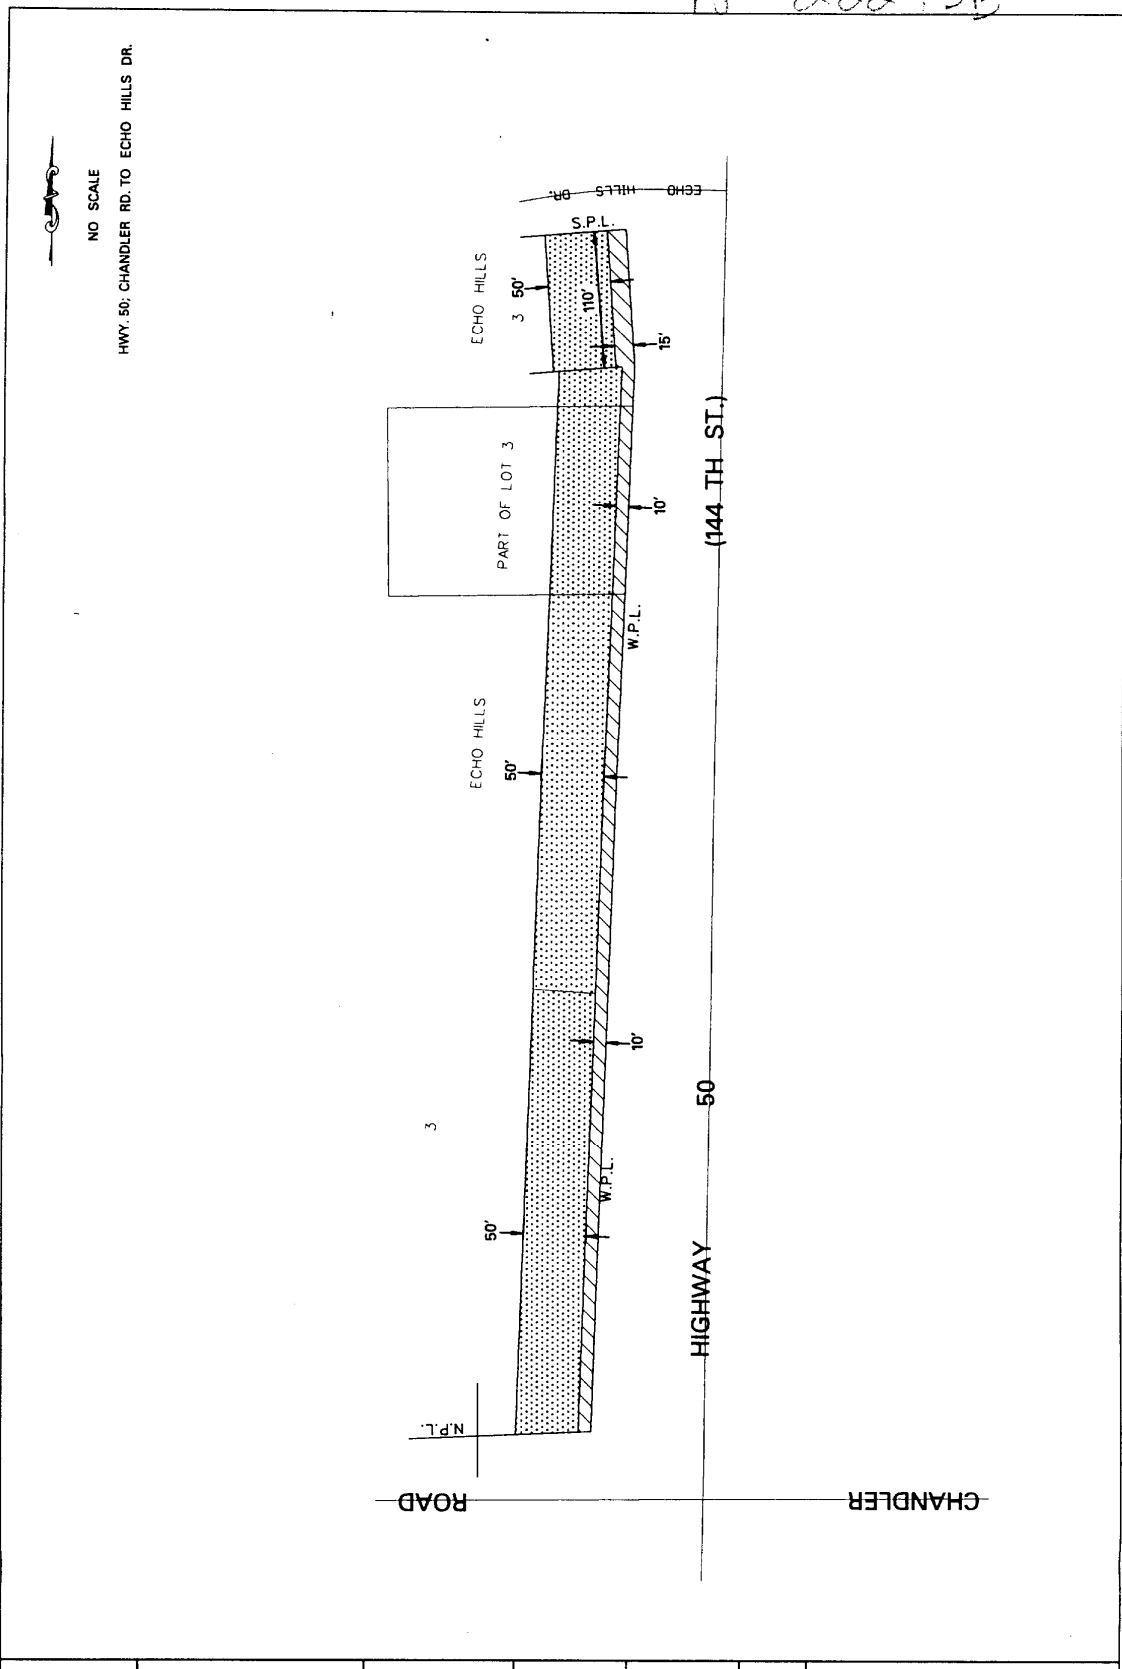 NO SCALE
HWY. 50; CHANDLER RD. TO ECHO HILLS DR.
ECHO HILLS DR.
S.P.L.
ECHO HILLS
3
50'
110'
15'
PART OF LOT 3
10'
(144 TH ST.)
W.P.L.
ECHO HILLS
50'
10'
3
50'
W.P.L.
HIGHWAY 50
N.P.L.
CHANDLER ROAD